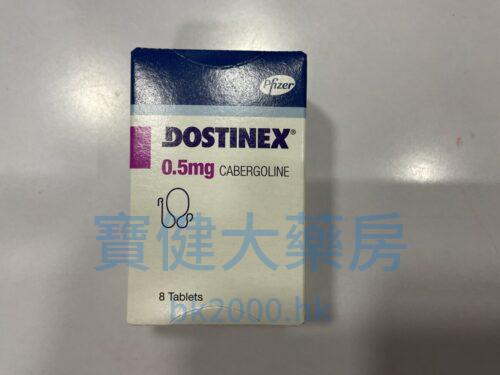 Pfizer
DOSTINEX®
0.5mg CABERGOLINE
寶健大藥房
8 Tablets
bk2000.hk